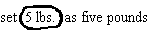 set 5 lbs. as five pounds